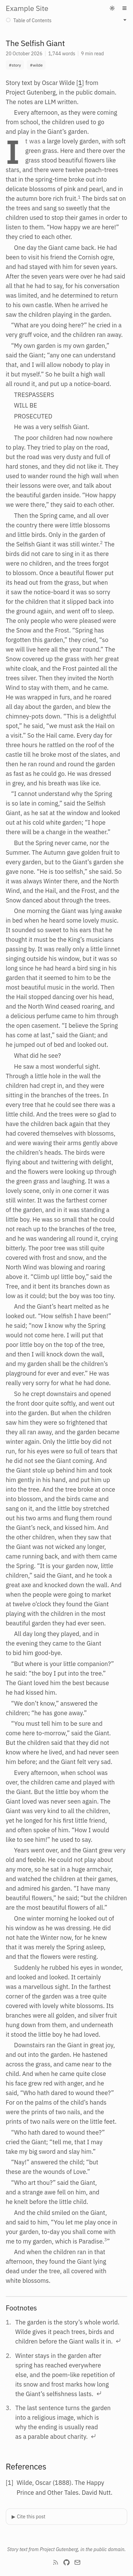 Example Site
Table of Contents
The Selfish Giant
20 October 2026 | 1,744 words | 9 min read
#story #wilde
Story text by Oscar Wilde [1] from
Project Gutenberg, in the public domain.
The notes are LLM written.
Every afternoon, as they were coming
from school, the children used to go
and play in the Giant’s garden.
It was a large lovely garden, with soft
green grass. Here and there over the
grass stood beautiful flowers like
stars, and there were twelve peach-trees
that in the spring-time broke out into
delicate blossoms of pink and pearl, and in
the autumn bore rich fruit.1 The birds sat on
the trees and sang so sweetly that the
children used to stop their games in order to
listen to them. “How happy we are here!”
they cried to each other.
One day the Giant came back. He had
been to visit his friend the Cornish ogre,
and had stayed with him for seven years.
After the seven years were over he had said
all that he had to say, for his conversation
was limited, and he determined to return
to his own castle. When he arrived he
saw the children playing in the garden.
“What are you doing here?” he cried in a
very gruff voice, and the children ran away.
“My own garden is my own garden,”
said the Giant; “any one can understand
that, and I will allow nobody to play in
it but myself.” So he built a high wall
all round it, and put up a notice-board.
TRESPASSERS
WILL BE
PROSECUTED
He was a very selfish Giant.
The poor children had now nowhere
to play. They tried to play on the road,
but the road was very dusty and full of
hard stones, and they did not like it. They
used to wander round the high wall when
their lessons were over, and talk about
the beautiful garden inside. “How happy
we were there,” they said to each other.
Then the Spring came, and all over
the country there were little blossoms
and little birds. Only in the garden of
the Selfish Giant it was still winter.2 The
birds did not care to sing in it as there
were no children, and the trees forgot
to blossom. Once a beautiful flower put
its head out from the grass, but when
it saw the notice-board it was so sorry
for the children that it slipped back into
the ground again, and went off to sleep.
The only people who were pleased were
the Snow and the Frost. “Spring has
forgotten this garden,” they cried, “so
we will live here all the year round.” The
Snow covered up the grass with her great
white cloak, and the Frost painted all the
trees silver. Then they invited the North
Wind to stay with them, and he came.
He was wrapped in furs, and he roared
all day about the garden, and blew the
chimney-pots down. “This is a delightful
spot,” he said, “we must ask the Hail on
a visit.” So the Hail came. Every day for
three hours he rattled on the roof of the
castle till he broke most of the slates,
and then he ran round and round the garden
as fast as he could go. He was dressed
in grey, and his breath was like ice.
“I cannot understand why the Spring
is so late in coming,” said the Selfish
Giant, as he sat at the window and looked
out at his cold white garden; “I hope
there will be a change in the weather.”
But the Spring never came, nor the
Summer. The Autumn gave golden fruit to
every garden, but to the Giant’s garden she
gave none. “He is too selfish,” she said. So
it was always Winter there, and the North
Wind, and the Hail, and the Frost, and the
Snow danced about through the trees.
One morning the Giant was lying awake
in bed when he heard some lovely music.
It sounded so sweet to his ears that he
thought it must be the King’s musicians
passing by. It was really only a little linnet
singing outside his window, but it was so
long since he had heard a bird sing in his
garden that it seemed to him to be the
most beautiful music in the world. Then
the Hail stopped dancing over his head,
and the North Wind ceased roaring, and
a delicious perfume came to him through
the open casement. “I believe the Spring
has come at last,” said the Giant; and
he jumped out of bed and looked out.
What did he see?
He saw a most wonderful sight.
Through a little hole in the wall the
children had crept in, and they were
sitting in the branches of the trees. In
every tree that he could see there was a
little child. And the trees were so glad to
have the children back again that they
had covered themselves with blossoms,
and were waving their arms gently above
the children’s heads. The birds were
flying about and twittering with delight,
and the flowers were looking up through
the green grass and laughing. It was a
lovely scene, only in one corner it was
still winter. It was the farthest corner
of the garden, and in it was standing a
little boy. He was so small that he could
not reach up to the branches of the tree,
and he was wandering all round it, crying
bitterly. The poor tree was still quite
covered with frost and snow, and the
North Wind was blowing and roaring
above it. “Climb up! little boy,” said the
Tree, and it bent its branches down as
low as it could; but the boy was too tiny.
And the Giant’s heart melted as he
looked out. “How selfish I have been!”
he said; “now I know why the Spring
would not come here. I will put that
poor little boy on the top of the tree,
and then I will knock down the wall,
and my garden shall be the children’s
playground for ever and ever.” He was
really very sorry for what he had done.
So he crept downstairs and opened
the front door quite softly, and went out
into the garden. But when the children
saw him they were so frightened that
they all ran away, and the garden became
winter again. Only the little boy did not
run, for his eyes were so full of tears that
he did not see the Giant coming. And
the Giant stole up behind him and took
him gently in his hand, and put him up
into the tree. And the tree broke at once
into blossom, and the birds came and
sang on it, and the little boy stretched
out his two arms and flung them round
the Giant’s neck, and kissed him. And
the other children, when they saw that
the Giant was not wicked any longer,
came running back, and with them came
the Spring. “It is your garden now, little
children,” said the Giant, and he took a
great axe and knocked down the wall. And
when the people were going to market
at twelve o’clock they found the Giant
playing with the children in the most
beautiful garden they had ever seen.
All day long they played, and in
the evening they came to the Giant
to bid him good-bye.
“But where is your little companion?”
he said: “the boy I put into the tree.”
The Giant loved him the best because
he had kissed him.
“We don’t know,” answered the
children; “he has gone away.”
“You must tell him to be sure and
come here to-morrow,” said the Giant.
But the children said that they did not
know where he lived, and had never seen
him before; and the Giant felt very sad.
Every afternoon, when school was
over, the children came and played with
the Giant. But the little boy whom the
Giant loved was never seen again. The
Giant was very kind to all the children,
yet he longed for his first little friend,
and often spoke of him. “How I would
like to see him!” he used to say.
Years went over, and the Giant grew very
old and feeble. He could not play about
any more, so he sat in a huge armchair,
and watched the children at their games,
and admired his garden. “I have many
beautiful flowers,” he said; “but the children
are the most beautiful flowers of all.”
One winter morning he looked out of
his window as he was dressing. He did
not hate the Winter now, for he knew
that it was merely the Spring asleep,
and that the flowers were resting.
Suddenly he rubbed his eyes in wonder,
and looked and looked. It certainly
was a marvellous sight. In the farthest
corner of the garden was a tree quite
covered with lovely white blossoms. Its
branches were all golden, and silver fruit
hung down from them, and underneath
it stood the little boy he had loved.
Downstairs ran the Giant in great joy,
and out into the garden. He hastened
across the grass, and came near to the
child. And when he came quite close
his face grew red with anger, and he
said, “Who hath dared to wound thee?”
For on the palms of the child’s hands
were the prints of two nails, and the
prints of two nails were on the little feet.
“Who hath dared to wound thee?”
cried the Giant; “tell me, that I may
take my big sword and slay him.”
“Nay!” answered the child; “but
these are the wounds of Love.”
“Who art thou?” said the Giant,
and a strange awe fell on him, and
he knelt before the little child.
And the child smiled on the Giant,
and said to him, “You let me play once in
your garden, to-day you shall come with
me to my garden, which is Paradise.3”
And when the children ran in that
afternoon, they found the Giant lying
dead under the tree, all covered with
white blossoms.
Footnotes
1. The garden is the story’s whole world.
Wilde gives it peach trees, birds and
children before the Giant walks in it. ↵
2. Winter stays in the garden after
spring has reached everywhere
else, and the poem-like repetition of
its snow and frost marks how long
the Giant’s selfishness lasts. ↵
3. The last sentence turns the garden
into a religious image, which is
why the ending is usually read
as a parable about charity. ↵
References
[1] Wilde, Oscar (1888). The Happy
Prince and Other Tales. David Nutt.
▶ Cite this post
Story text from Project Gutenberg, in the public domain.